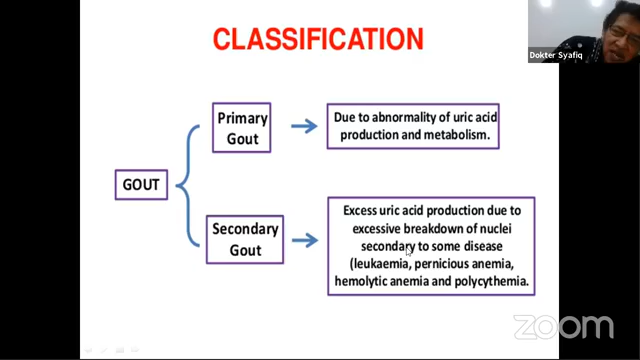 CLASSIFICATION
Dokter Syafiq
Primary
Gout
Due to abnormality of uric acid
production and metabolism.
GOUT
Secondary
Gout
Excess uric acid production due to
excessive breakdown of nuclei
secondary to some disease
(leukaemia, pernicious anemia,
hemolytic anemia and polycythemia.
zoom